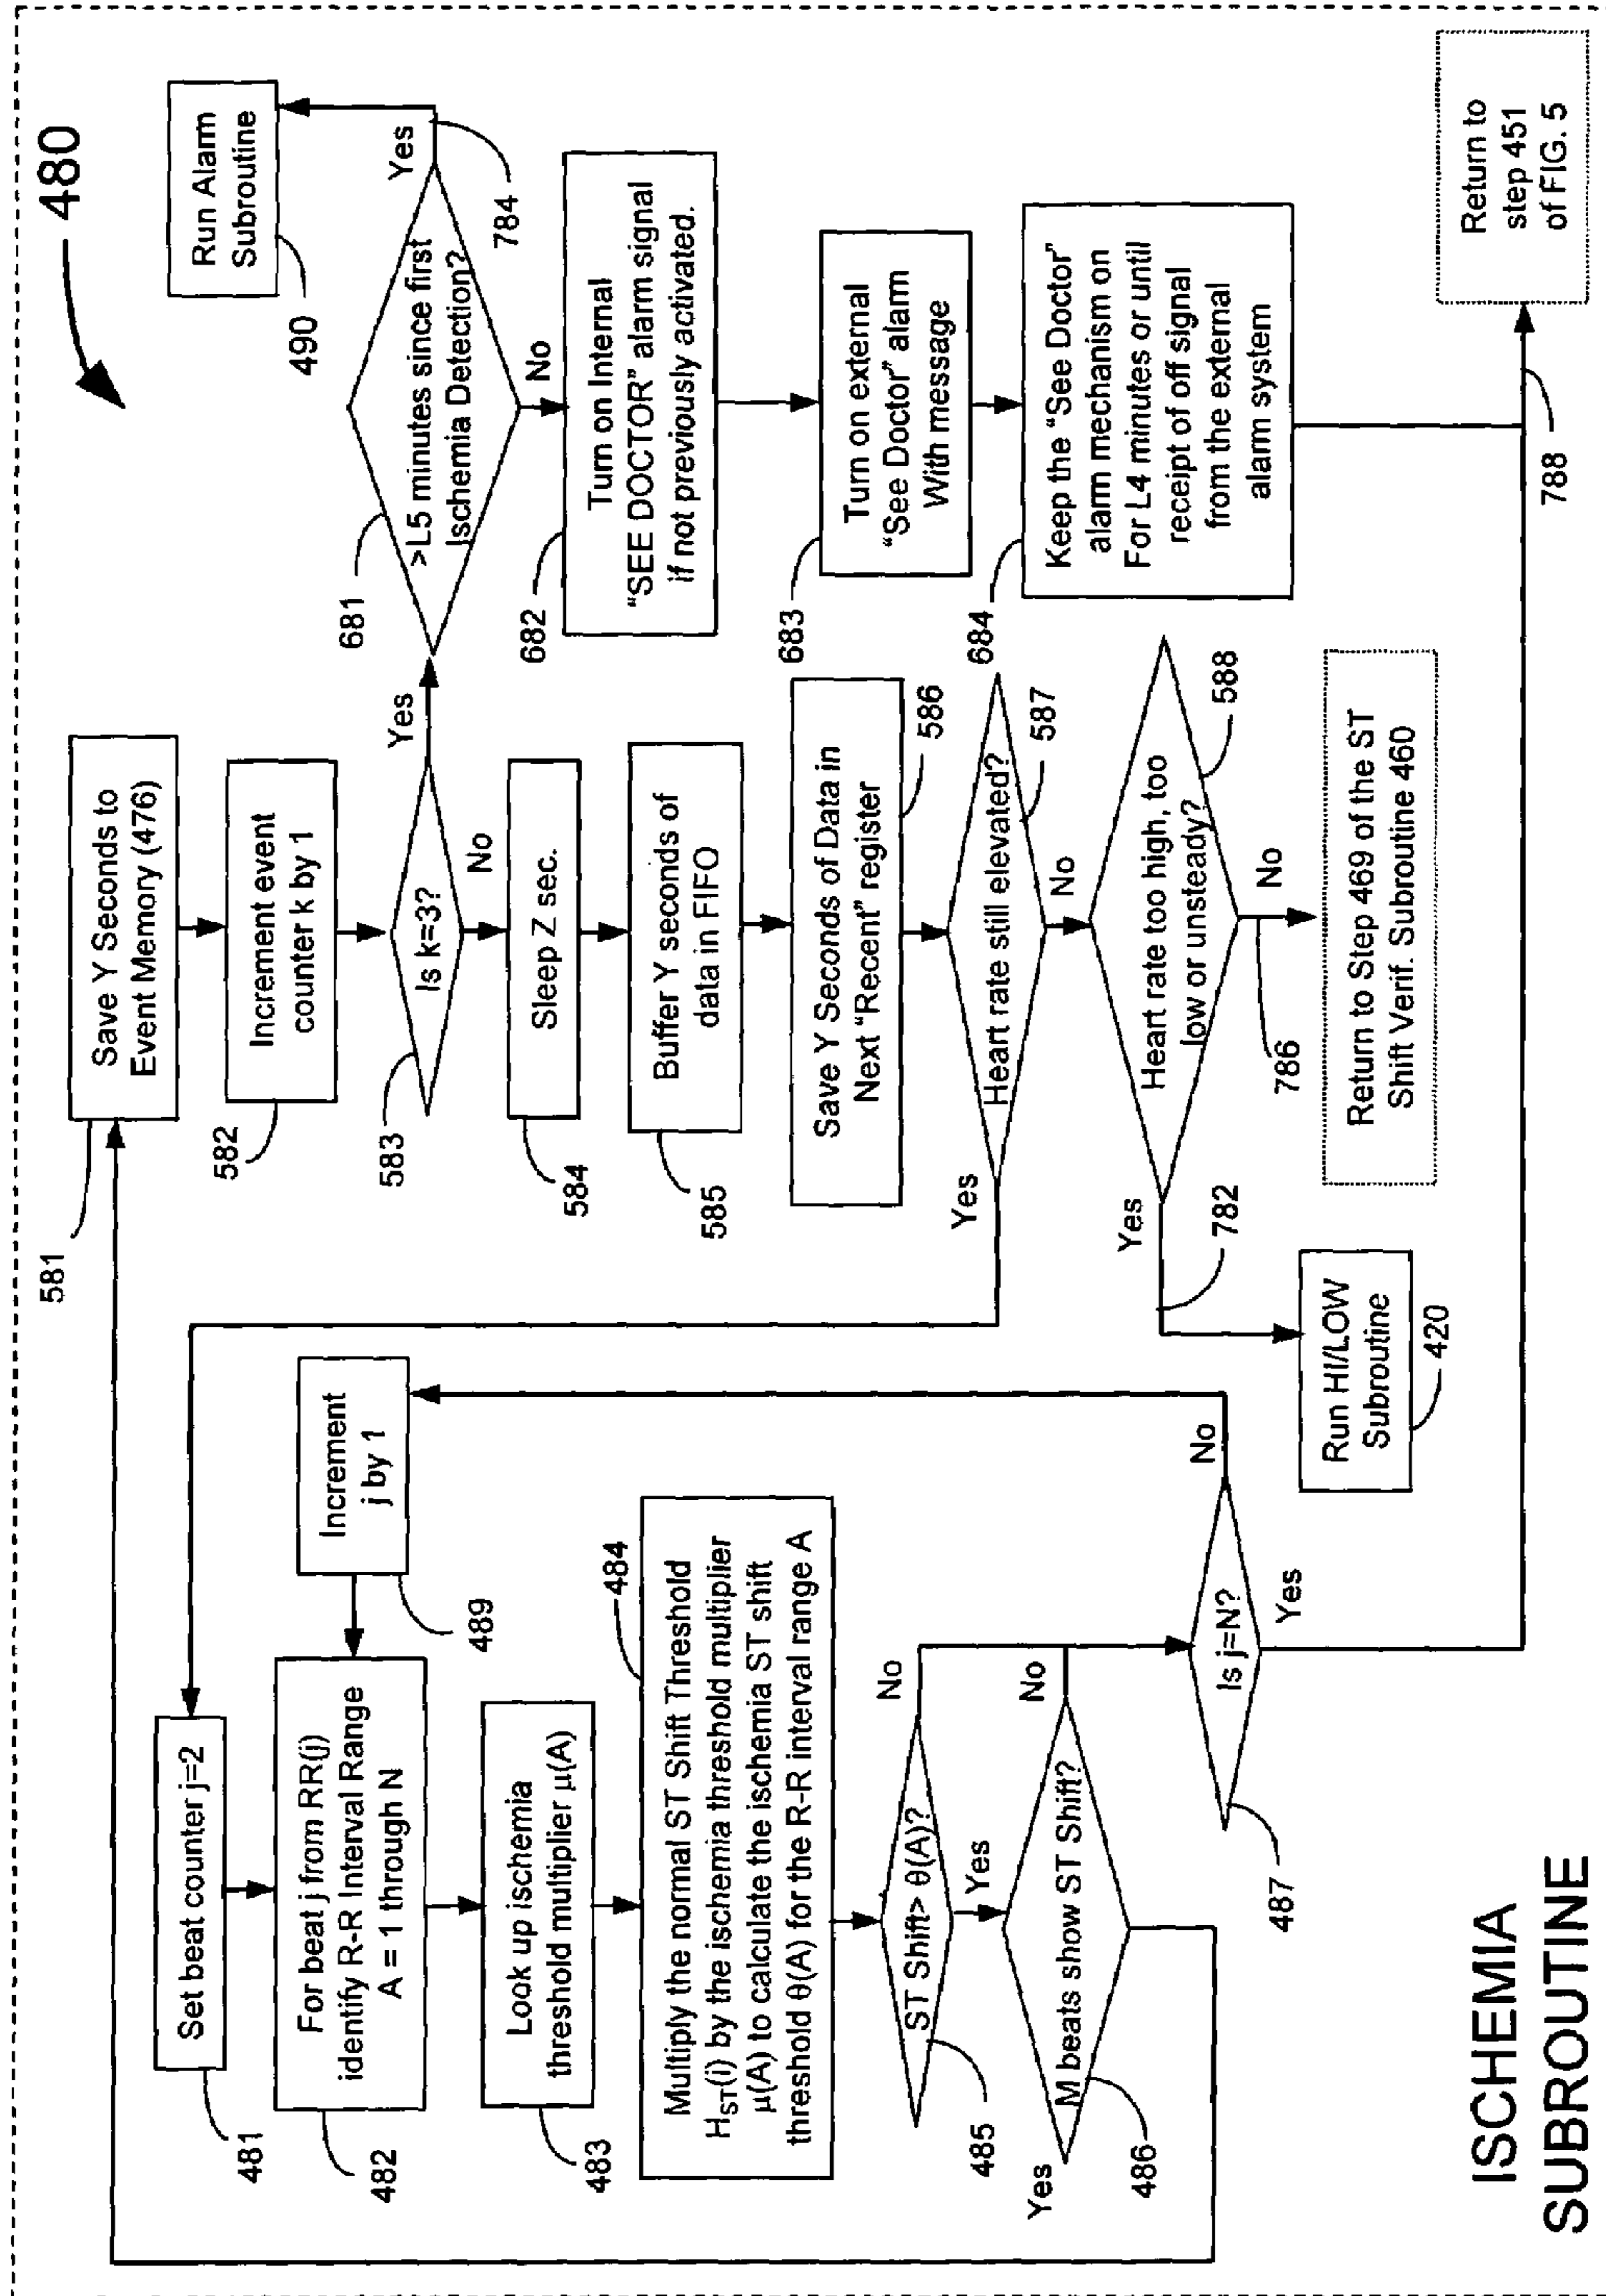 480
Set beat counter j=2
481
For beat j from RR(j)
identify R-R Interval Range
A = 1 through N
482
Increment
j by 1
489
Look up ischemia
threshold multiplier μ(A)
483
Multiply the normal ST Shift Threshold
H_ST(i) by the ischemia threshold multiplier
μ(A) to calculate the ischemia ST shift
threshold θ(A) for the R-R interval range A
484
ST Shift> θ(A)?
485
No
Yes
M beats show ST Shift?
486
No
Yes
Is j=N?
487
No
Yes
581
Save Y Seconds to
Event Memory (476)
Increment event
counter k by 1
582
Is k=3?
583
Yes
No
Sleep Z sec.
584
Buffer Y seconds of
data in FIFO
585
Save Y Seconds of Data in
Next "Recent" register
586
Heart rate still elevated?
587
Yes
No
Heart rate too high, too
low or unsteady?
588
Yes
782
No
786
Run HI/LOW
Subroutine
420
Return to Step 469 of the ST
Shift Verif. Subroutine 460
Run Alarm
Subroutine
490
>L5 minutes since first
Ischemia Detection?
681
Yes
784
No
Turn on Internal
"SEE DOCTOR" alarm signal
if not previously activated.
682
Turn on external
"See Doctor" alarm
With message
683
Keep the "See Doctor"
alarm mechanism on
For L4 minutes or until
receipt of off signal
from the external
alarm system
684
788
Return to
step 451
of FIG. 5
ISCHEMIA
SUBROUTINE